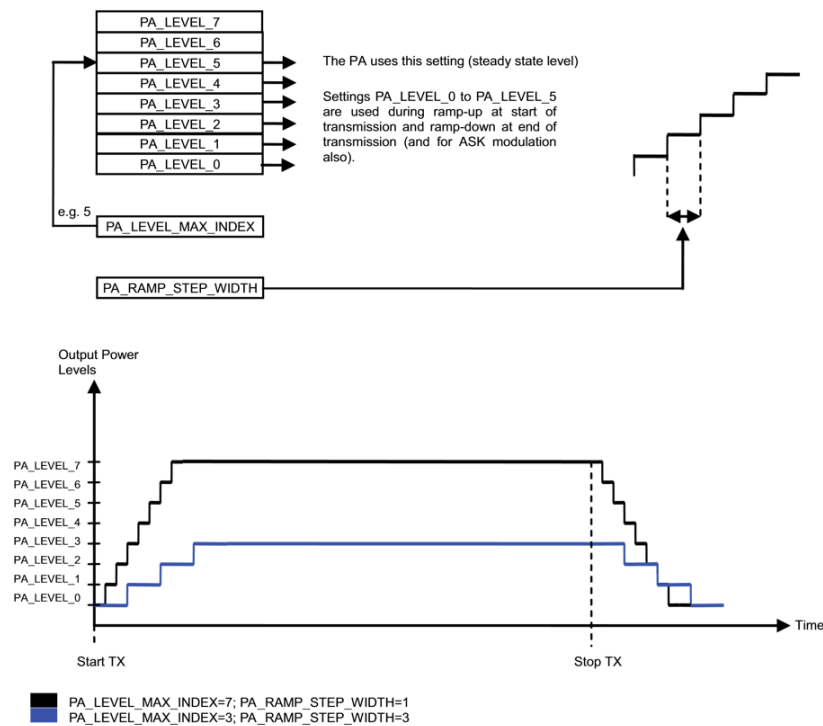 PA_LEVEL_7
PA_LEVEL_6
PA_LEVEL_5
PA_LEVEL_4
PA_LEVEL_3
PA_LEVEL_2
PA_LEVEL_1
PA_LEVEL_0
The PA uses this setting (steady state level)
Settings PA_LEVEL_0 to PA_LEVEL_5
are used during ramp-up at start of
transmission and ramp-down at end of
transmission (and for ASK modulation
also).
e.g. 5
PA_LEVEL_MAX_INDEX
PA_RAMP_STEP_WIDTH
Output Power
Levels
PA_LEVEL_7
PA_LEVEL_6
PA_LEVEL_5
PA_LEVEL_4
PA_LEVEL_3
PA_LEVEL_2
PA_LEVEL_1
PA_LEVEL_0
Time
Start TX
Stop TX
PA_LEVEL_MAX_INDEX=7; PA_RAMP_STEP_WIDTH=1
PA_LEVEL_MAX_INDEX=3; PA_RAMP_STEP_WIDTH=3